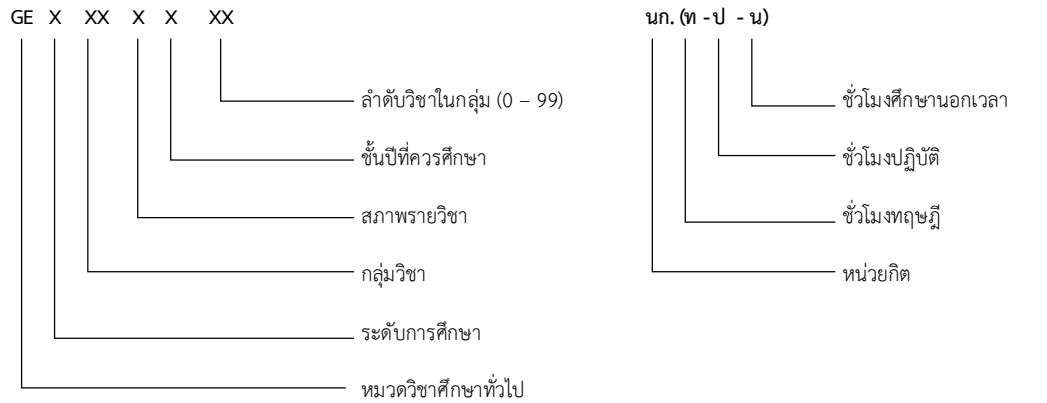 GE X XX X X XX นก. (ท - ป - น)
ลำดับวิชาในกลุ่ม (0 – 99) ชั่วโมงศึกษานอกเวลา
ชั้นปีที่ควรศึกษา ชั่วโมงปฏิบัติ
สภาพรายวิชา ชั่วโมงทฤษฎี
กลุ่มวิชา หน่วยกิต
ระดับการศึกษา
หมวดวิชาศึกษาทั่วไป